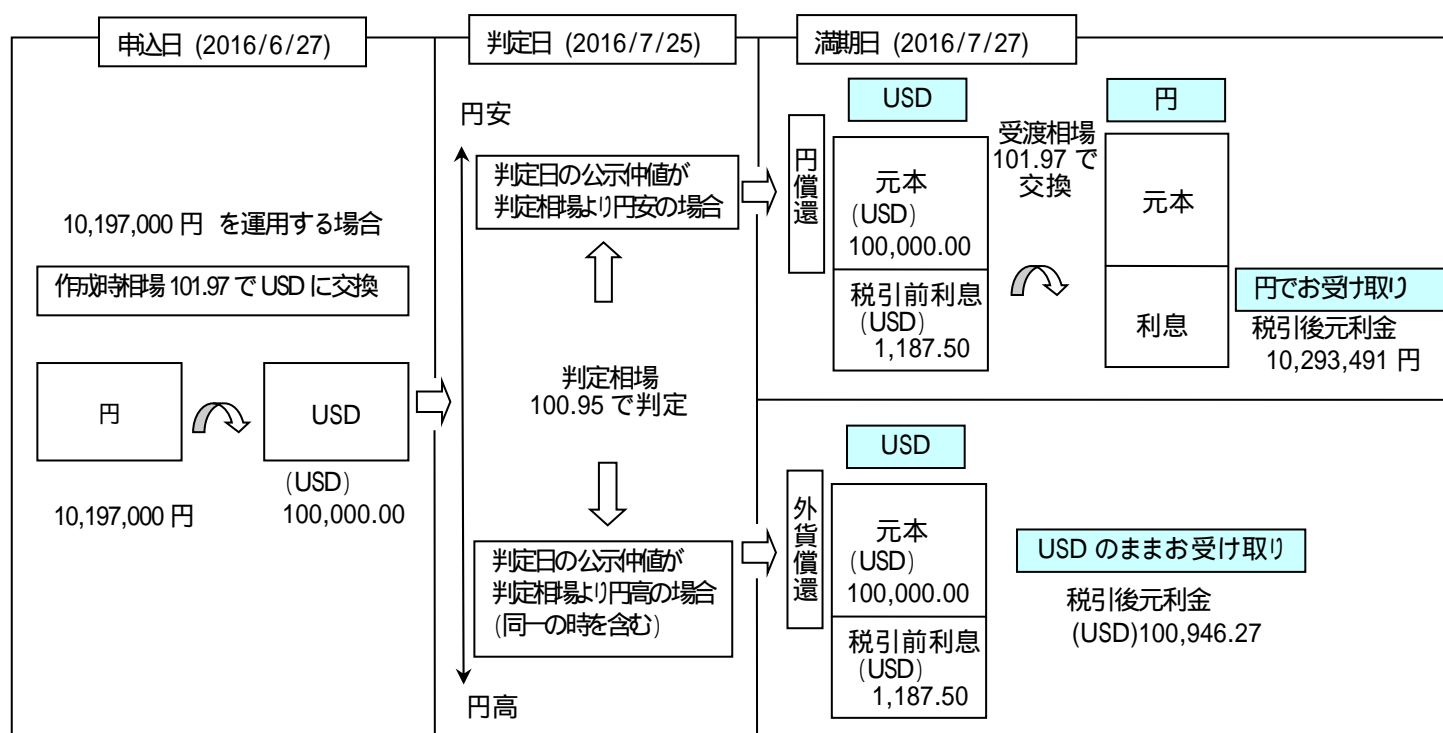 申込日 (2016/6/27)
10,197,000 円 を運用する場合
作成時相場 101.97 で USD に交換
円
USD
10,197,000 円
(USD)
100,000.00
判定日 (2016/7/25)
円安
判定日の公示仲値が
判定相場より円安の場合
判定相場
100.95 で判定
判定日の公示仲値が
判定相場より円高の場合
(同一の時を含む)
円高
満期日 (2016/7/27)
円償還
USD
元本
(USD)
100,000.00
税引前利息
(USD)
1,187.50
受渡相場
101.97 で
交換
円
元本
利息
円でお受け取り
税引後元利金
10,293,491 円
外貨償還
USD
元本
(USD)
100,000.00
税引前利息
(USD)
1,187.50
USD のままお受け取り
税引後元利金
(USD)100,946.27